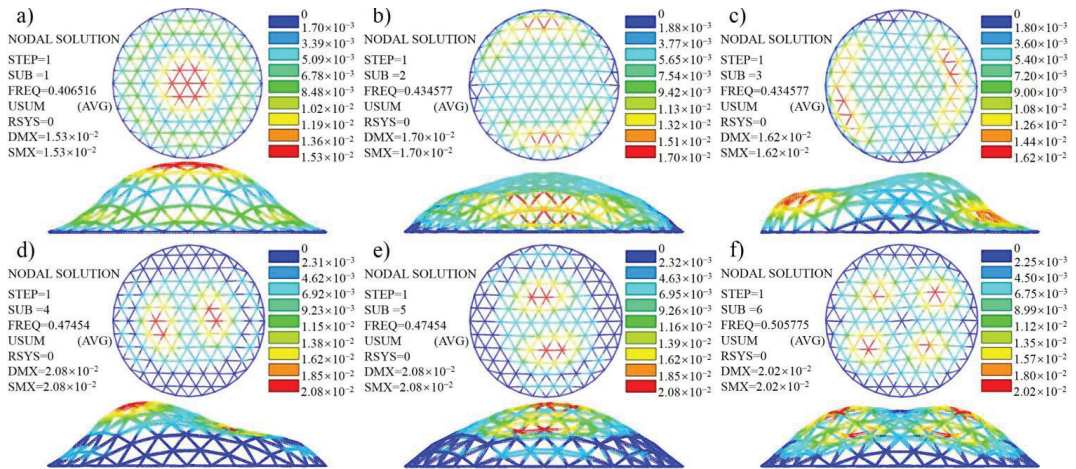 a)
NODAL SOLUTION
STEP=1
SUB =1
FREQ=0.406516
USUM (AVG)
RSYS=0
DMX=1.53×10⁻²
SMX=1.53×10⁻²
0
1.70×10⁻³
3.39×10⁻³
5.09×10⁻³
6.78×10⁻³
8.48×10⁻³
1.02×10⁻²
1.19×10⁻²
1.36×10⁻²
1.53×10⁻²
b)
NODAL SOLUTION
STEP=1
SUB =2
FREQ=0.434577
USUM (AVG)
RSYS=0
DMX=1.70×10⁻²
SMX=1.70×10⁻²
0
1.88×10⁻³
3.77×10⁻³
5.65×10⁻³
7.54×10⁻³
9.42×10⁻³
1.13×10⁻²
1.32×10⁻²
1.51×10⁻²
1.70×10⁻²
c)
NODAL SOLUTION
STEP=1
SUB =3
FREQ=0.434577
USUM (AVG)
RSYS=0
DMX=1.62×10⁻²
SMX=1.62×10⁻²
0
1.80×10⁻³
3.60×10⁻³
5.40×10⁻³
7.20×10⁻³
9.00×10⁻³
1.08×10⁻²
1.26×10⁻²
1.44×10⁻²
1.62×10⁻²
d)
NODAL SOLUTION
STEP=1
SUB =4
FREQ=0.47454
USUM (AVG)
RSYS=0
DMX=2.08×10⁻²
SMX=2.08×10⁻²
0
2.31×10⁻³
4.62×10⁻³
6.92×10⁻³
9.23×10⁻³
1.15×10⁻²
1.38×10⁻²
1.62×10⁻²
1.85×10⁻²
2.08×10⁻²
e)
NODAL SOLUTION
STEP=1
SUB =5
FREQ=0.47454
USUM (AVG)
RSYS=0
DMX=2.08×10⁻²
SMX=2.08×10⁻²
0
2.32×10⁻³
4.63×10⁻³
6.95×10⁻³
9.26×10⁻³
1.16×10⁻²
1.39×10⁻²
1.62×10⁻²
1.85×10⁻²
2.08×10⁻²
f)
NODAL SOLUTION
STEP=1
SUB =6
FREQ=0.505775
USUM (AVG)
RSYS=0
DMX=2.02×10⁻²
SMX=2.02×10⁻²
0
2.25×10⁻³
4.50×10⁻³
6.75×10⁻³
8.99×10⁻³
1.12×10⁻²
1.35×10⁻²
1.57×10⁻²
1.80×10⁻²
2.02×10⁻²